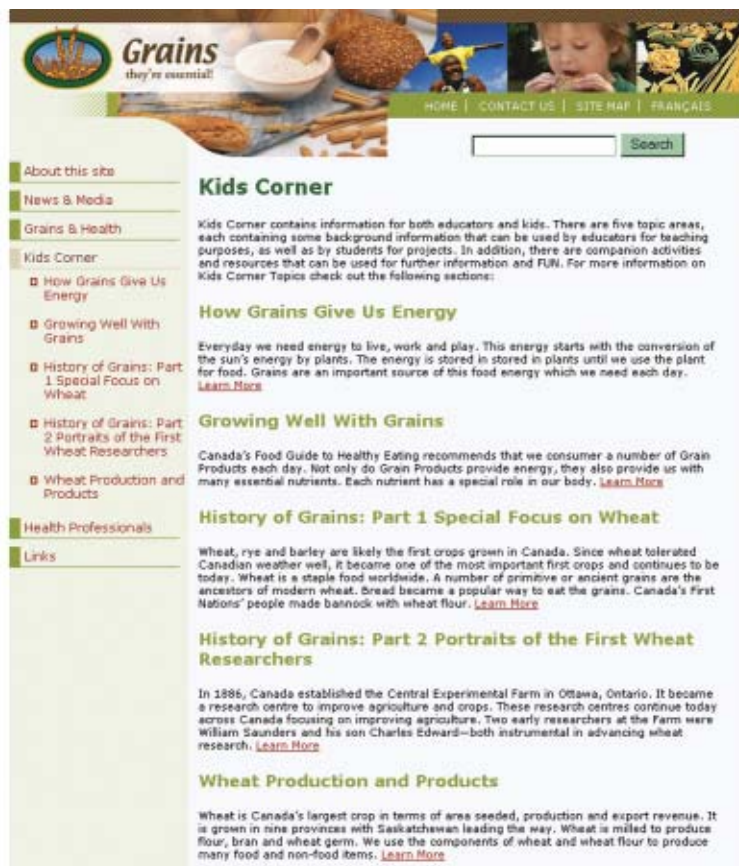 Grains
they're essential!
HOME | CONTACT US | SITE MAP | FRANÇAIS
Search
About this site
News & Media
Grains & Health
Kids Corner
How Grains Give Us
Energy
Growing Well With
Grains
History of Grains: Part
1 Special Focus on
Wheat
History of Grains: Part
2 Portraits of the First
Wheat Researchers
Wheat Production and
Products
Health Professionals
Links
Kids Corner
Kids Corner contains information for both educators and kids. There are five topic areas,
each containing some background information that can be used by educators for teaching
purposes, as well as by students for projects. In addition, there are companion activities
and resources that can be used for further information and FUN. For more information on
Kids Corner Topics check out the following sections:
How Grains Give Us Energy
Everyday we need energy to live, work and play. This energy starts with the conversion of
the sun's energy by plants. The energy is stored in stored in plants until we use the plant
for food. Grains are an important source of this food energy which we need each day.
Learn More
Growing Well With Grains
Canada's Food Guide to Healthy Eating recommends that we consumer a number of Grain
Products each day. Not only do Grain Products provide energy, they also provide us with
many essential nutrients. Each nutrient has a special role in our body. Learn More
History of Grains: Part 1 Special Focus on Wheat
Wheat, rye and barley are likely the first crops grown in Canada. Since wheat tolerated
Canadian weather well, it became one of the most important first crops and continues to be
today. Wheat is a staple food worldwide. A number of primitive or ancient grains are the
ancestors of modern wheat. Bread became a popular way to eat the grains. Canada's First
Nations' people made bannock with wheat flour. Learn More
History of Grains: Part 2 Portraits of the First Wheat
Researchers
In 1886, Canada established the Central Experimental Farm in Ottawa, Ontario. It became
a research centre to improve agriculture and crops. These research centres continue today
across Canada focusing on improving agriculture. Two early researchers at the Farm were
William Saunders and his son Charles Edward—both instrumental in advancing wheat
research. Learn More
Wheat Production and Products
Wheat is Canada's largest crop in terms of area seeded, production and export revenue. It
is grown in nine provinces with Saskatchewan leading the way. Wheat is milled to produce
flour, bran and wheat germ. We use the components of wheat and wheat flour to produce
many food and non-food items. Learn More